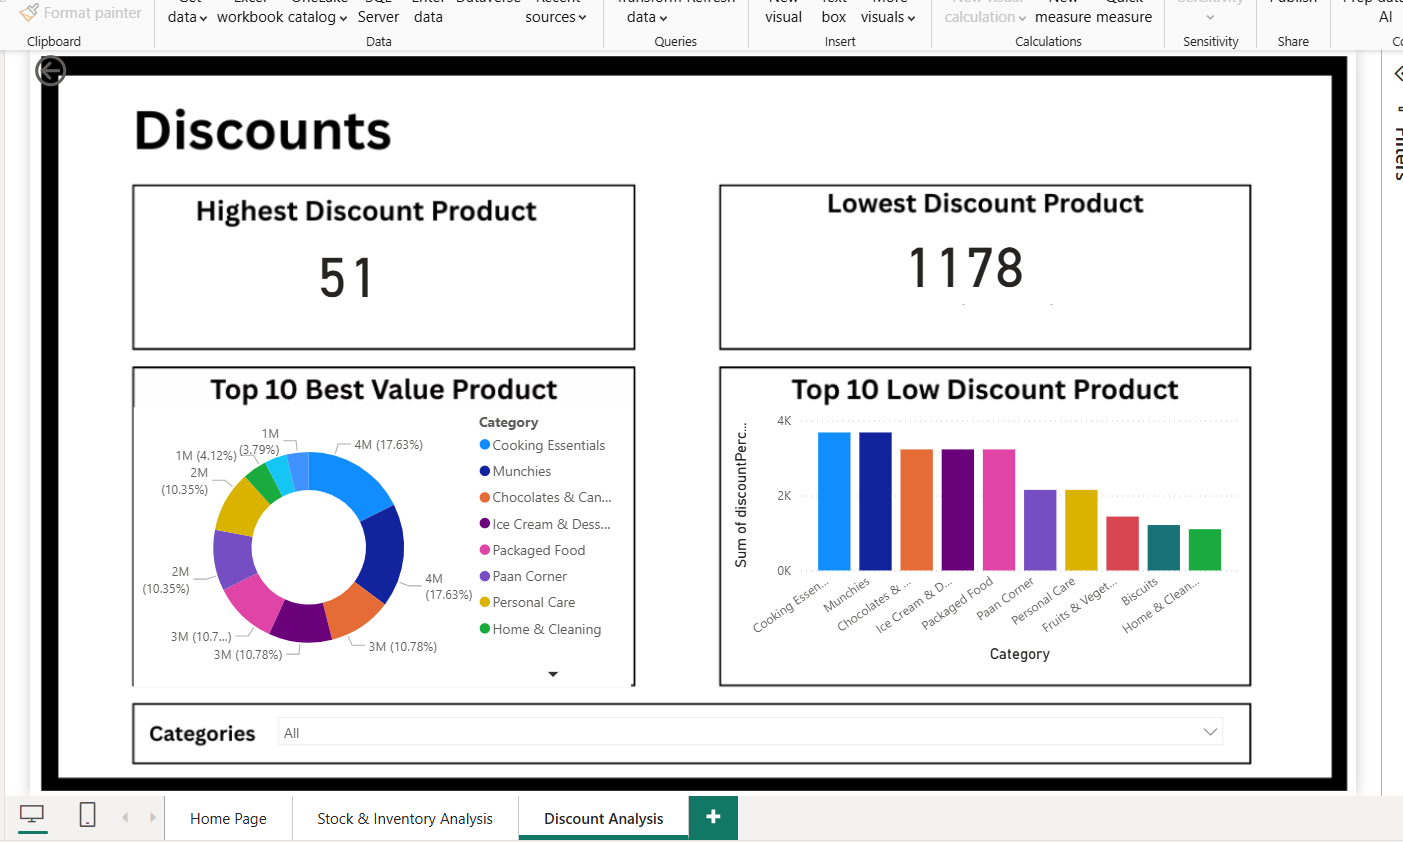 Format painter
data
workbook
catalog
Server
data
sources
data
visual
box
visuals
calculation
measure
measure
AI
Clipboard
Data
Queries
Insert
Calculations
Sensitivity
Share
Filters
Discounts
Highest Discount Product
51
Lowest Discount Product
1178
Top 10 Best Value Product
1M
(3.79%)
1M (4.12%)
2M
(10.35%)
2M
(10.35%)
3M (10.7...)
3M (10.78%)
3M (10.78%)
4M
(17.63%)
4M (17.63%)
Category
Cooking Essentials
Munchies
Chocolates & Can...
Ice Cream & Dess...
Packaged Food
Paan Corner
Personal Care
Home & Cleaning
Top 10 Low Discount Product
Sum of discountPerc...
4K
2K
0K
Cooking Essen...
Munchies
Chocolates & ...
Ice Cream & D...
Packaged Food
Paan Corner
Personal Care
Fruits & Veget...
Biscuits
Home & Clean...
Category
Categories
All
Home Page
Stock & Inventory Analysis
Discount Analysis